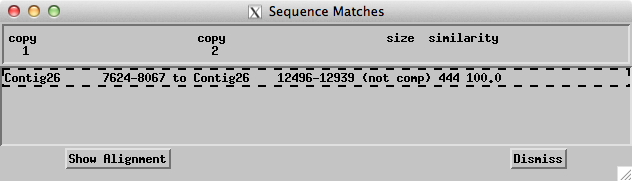 Sequence Matches
copy copy size similarity
1 2
Contig26 7624-8067 to Contig26 12496-12939 (not comp) 444 100.0
Show Alignment Dismiss